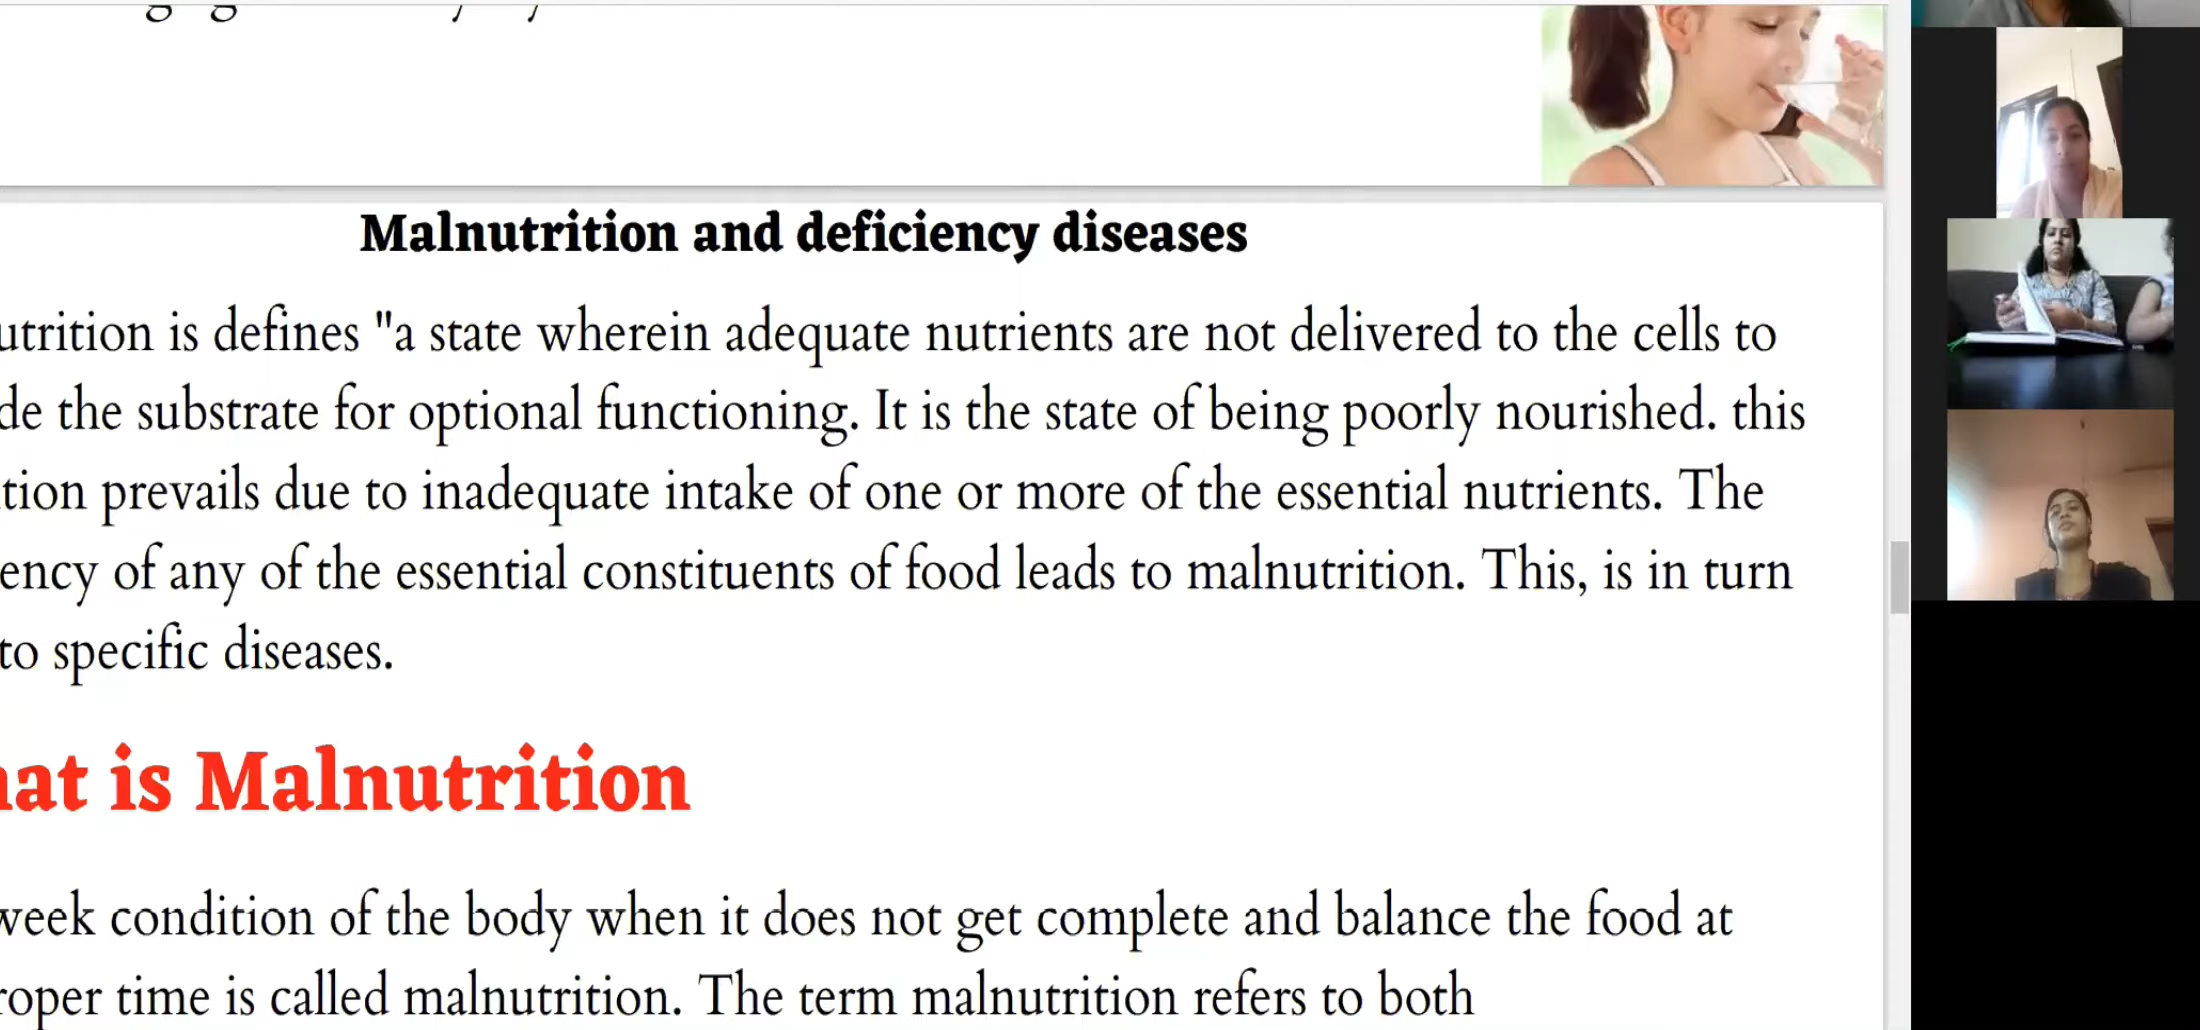 Malnutrition and deficiency diseases
utrition is defines "a state wherein adequate nutrients are not delivered to the cells to
de the substrate for optional functioning. It is the state of being poorly nourished. this
tion prevails due to inadequate intake of one or more of the essential nutrients. The
ency of any of the essential constituents of food leads to malnutrition. This, is in turn
to specific diseases.
at is Malnutrition
week condition of the body when it does not get complete and balance the food at
roper time is called malnutrition. The term malnutrition refers to both